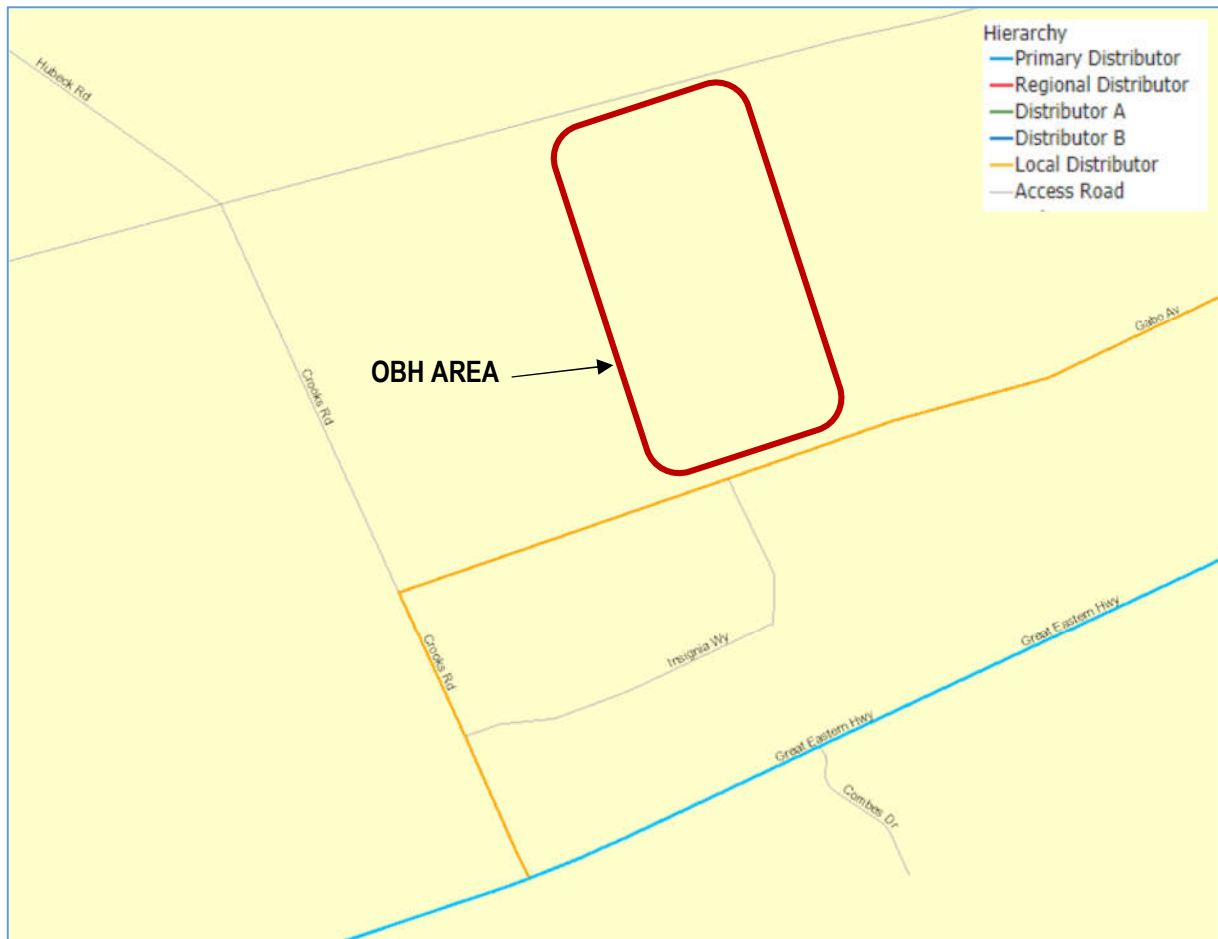 Hierarchy
Primary Distributor
Regional Distributor
Distributor A
Distributor B
Local Distributor
Access Road
Hubeck Rd
Gabo Av
OBH AREA
Crooks Rd
Crooks Rd
Insignia Wy
Great Eastern Hwy
Great Eastern Hwy
Combes Dr